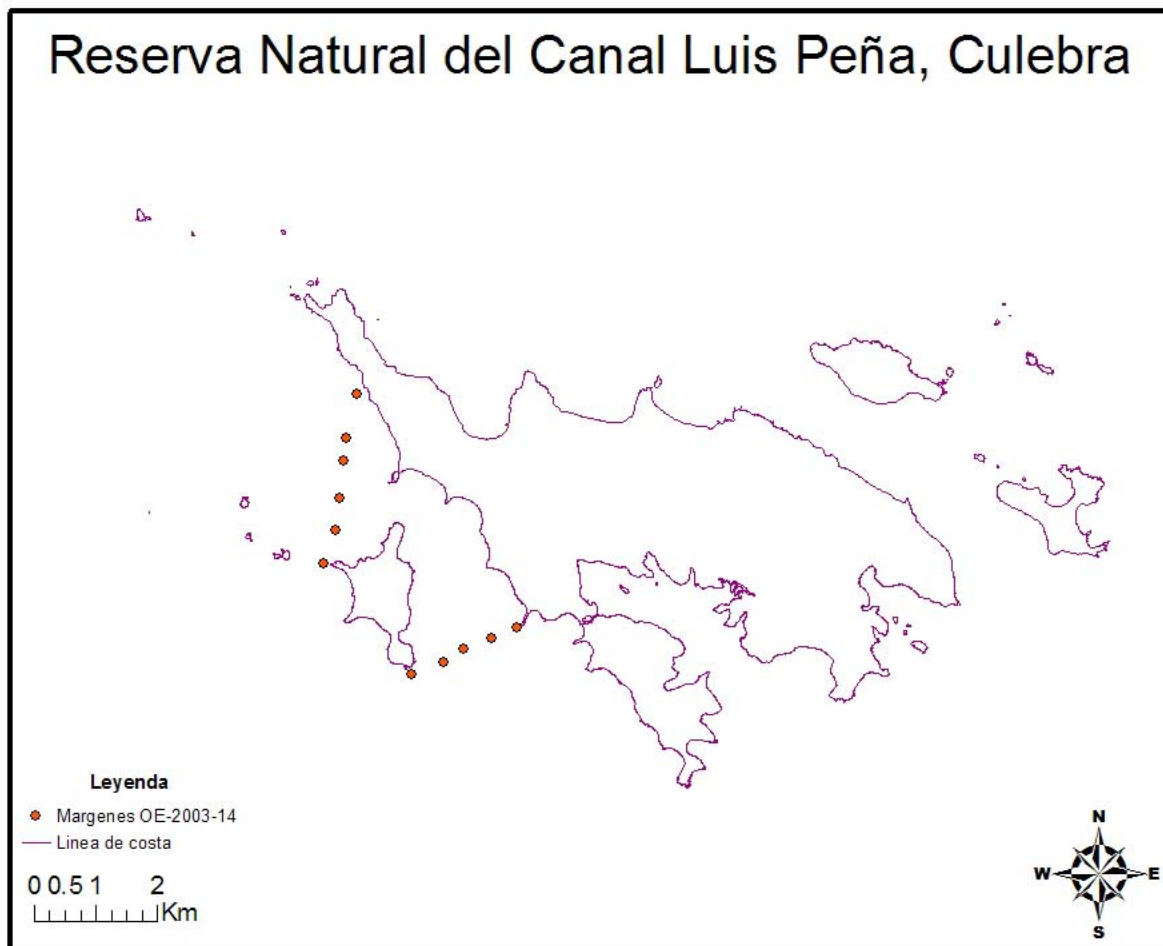 Reserva Natural del Canal Luis Peña, Culebra
Leyenda
Margenes OE-2003-14
Linea de costa
0 0.5 1 2
Km
N
W E
S